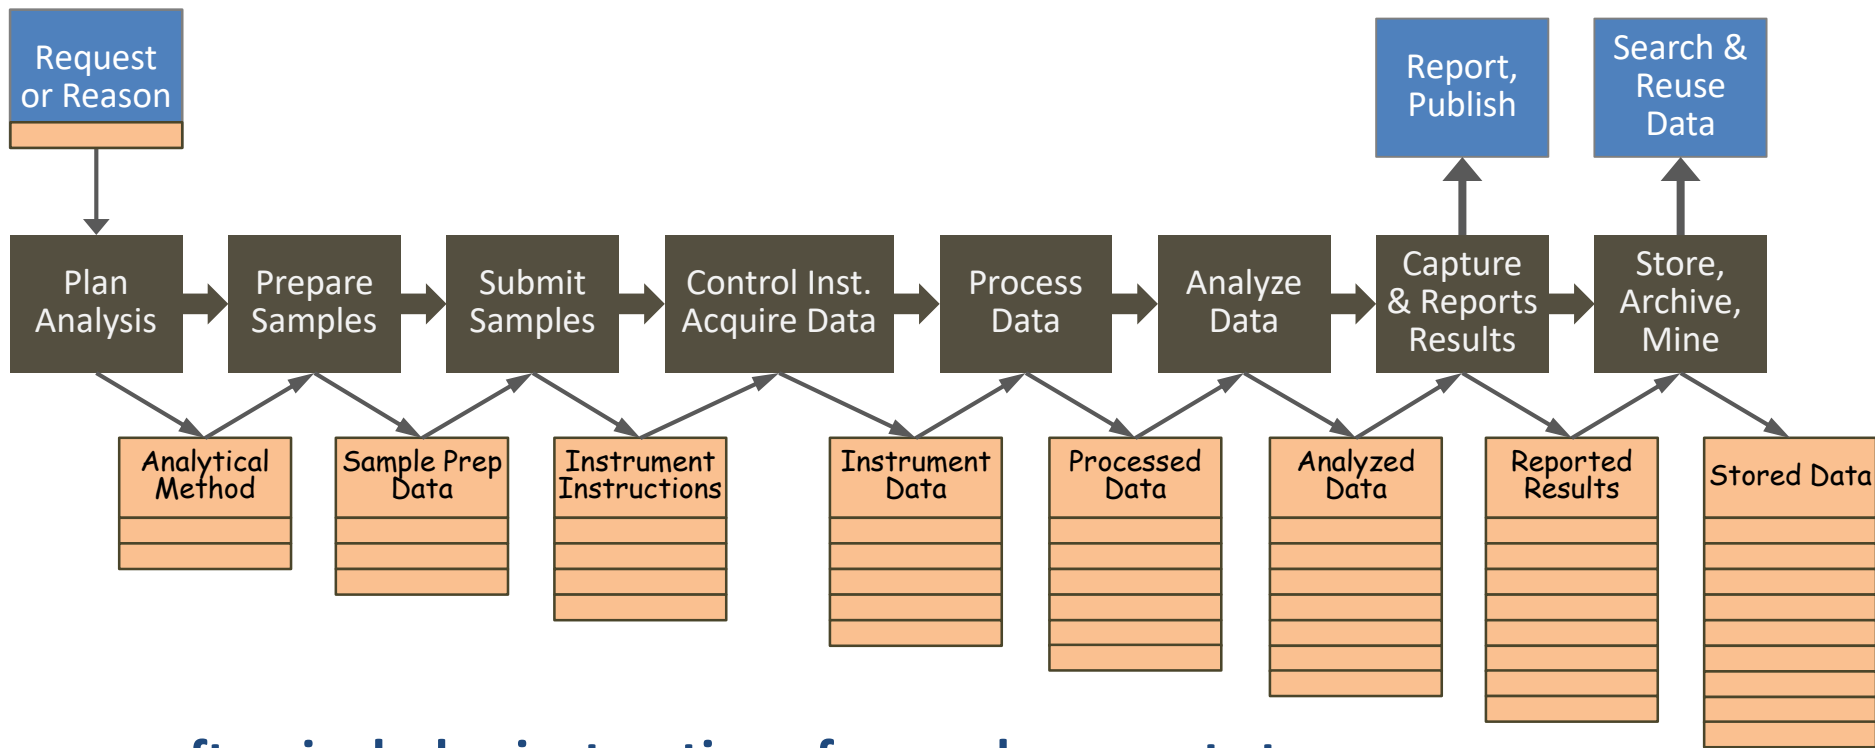 Request
or Reason
Report,
Publish
Search &
Reuse
Data
Plan
Analysis
Prepare
Samples
Submit
Samples
Control Inst.
Acquire Data
Process
Data
Analyze
Data
Capture
& Reports
Results
Store,
Archive,
Mine
Analytical
Method
Sample Prep
Data
Instrument
Instructions
Instrument
Data
Processed
Data
Analyzed
Data
Reported
Results
Stored Data